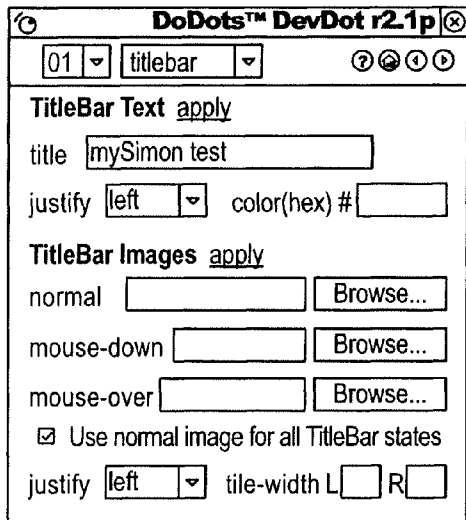 DoDots™ DevDot r2.1p
01 titlebar ?
TitleBar Text apply
title mySimon test
justify left color(hex) #
TitleBar Images apply
normal Browse...
mouse-down Browse...
mouse-over Browse...
Use normal image for all TitleBar states
justify left tile-width L R